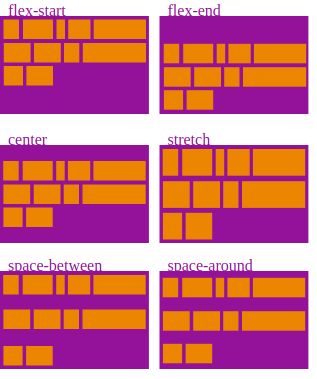 flex-start
flex-end
center
stretch
space-between
space-around